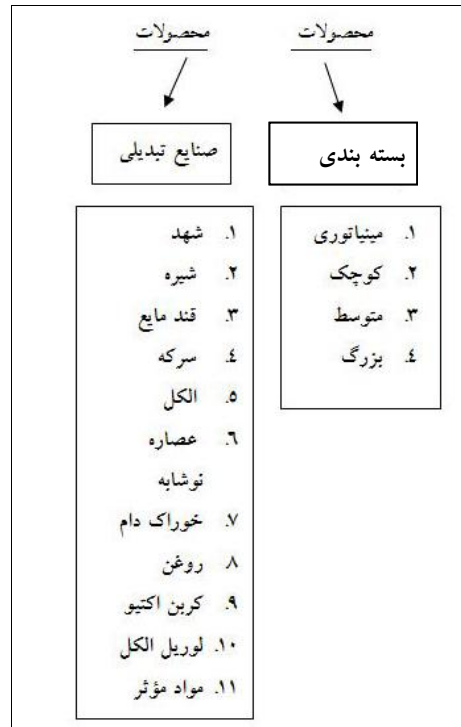 محصولات
بسته بندی
۱. مینیاتوری
۲. کوچک
۳. متوسط
٤. بزرگ
محصولات
صنایع تبدیلی
۱. شهد
۲. شیره
۳. قند مایع
٤. سرکه
٥. الکل
٦. عصاره
نوشابه
۷. خوراک دام
۸. روغن
۹. کربن اکتیو
۱۰. لوریل الکل
۱۱. مواد مؤثر